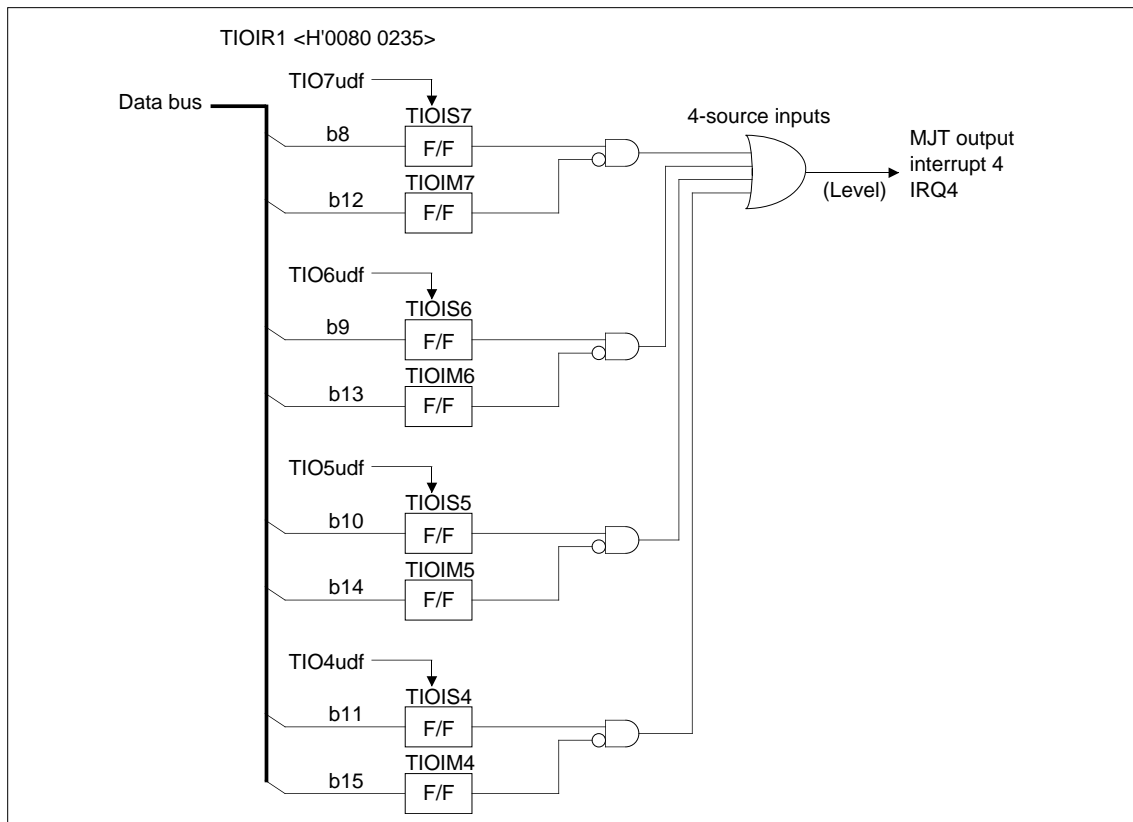 TIOIR1 <H'0080 0235>
TIO7udf
Data bus
TIOIS7
b8
F/F
TIOIM7
b12
F/F
4-source inputs
MJT output
interrupt 4
IRQ4
(Level)
TIO6udf
TIOIS6
b9
F/F
TIOIM6
b13
F/F
TIO5udf
TIOIS5
b10
F/F
TIOIM5
b14
F/F
TIO4udf
TIOIS4
b11
F/F
TIOIM4
b15
F/F